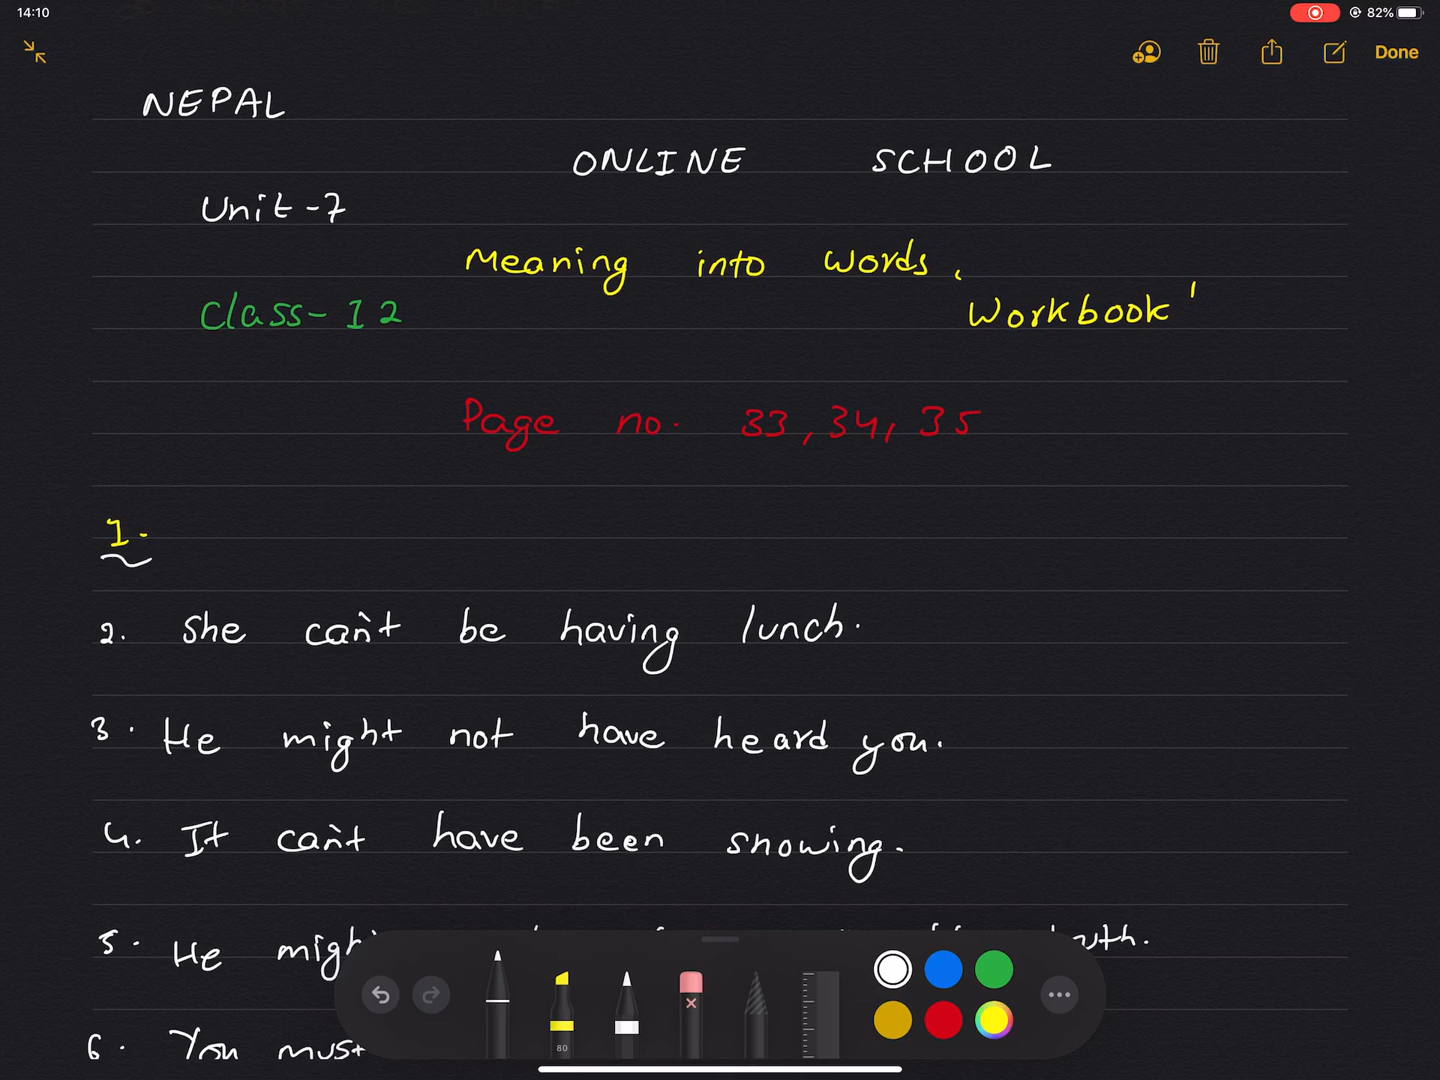 14:10
82%
Done
NEPAL
ONLINE SCHOOL
Unit-7
Meaning into words,
Class-12
Workbook'
Page no. 33, 34, 35
1.
2. She can't be having lunch.
3. He might not have heard you.
4. It can't have been snowing.
5. He
6. You must
80